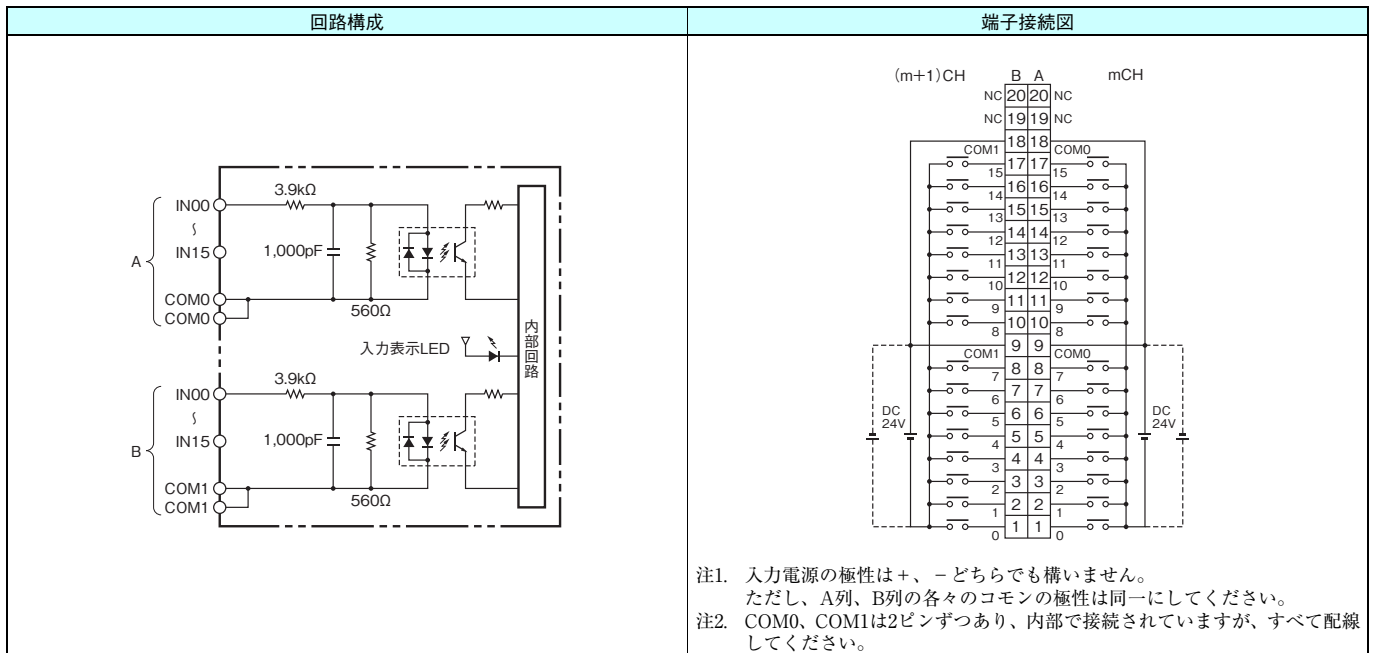 回路構成
A
IN00
〜
IN15
COM0
COM0
3.9kΩ
1,000pF
560Ω
入力表示LED
内部回路
B
IN00
〜
IN15
COM1
COM1
3.9kΩ
1,000pF
560Ω
端子接続図
(m+1)CH B A mCH
NC 20 20 NC
NC 19 19 NC
18 18
COM1 COM0
17 17
15 15
16 16
14 14
15 15
13 13
14 14
12 12
13 13
11 11
12 12
10 10
11 11
9 9
10 10
8 8
9 9
COM1 COM0
8 8
7 7
7 7
6 6
6 6
5 5
5 5
4 4
4 4
3 3
3 3
2 2
2 2
1 1
1 1
0 0
DC
24V
DC
24V
注1. 入力電源の極性は+、−どちらでも構いません。
ただし、A列、B列の各々のコモンの極性は同一にしてください。
注2. COM0、COM1は2ピンずつあり、内部で接続されていますが、すべて配線
してください。